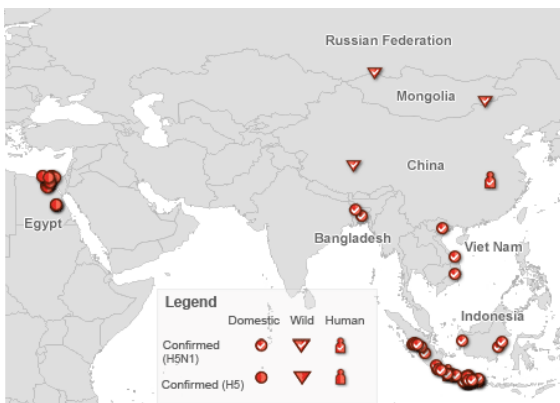 Russian Federation
Mongolia
China
Egypt
Bangladesh
Viet Nam
Indonesia
Legend
Domestic Wild Human
Confirmed
(H5N1)
Confirmed (H5)